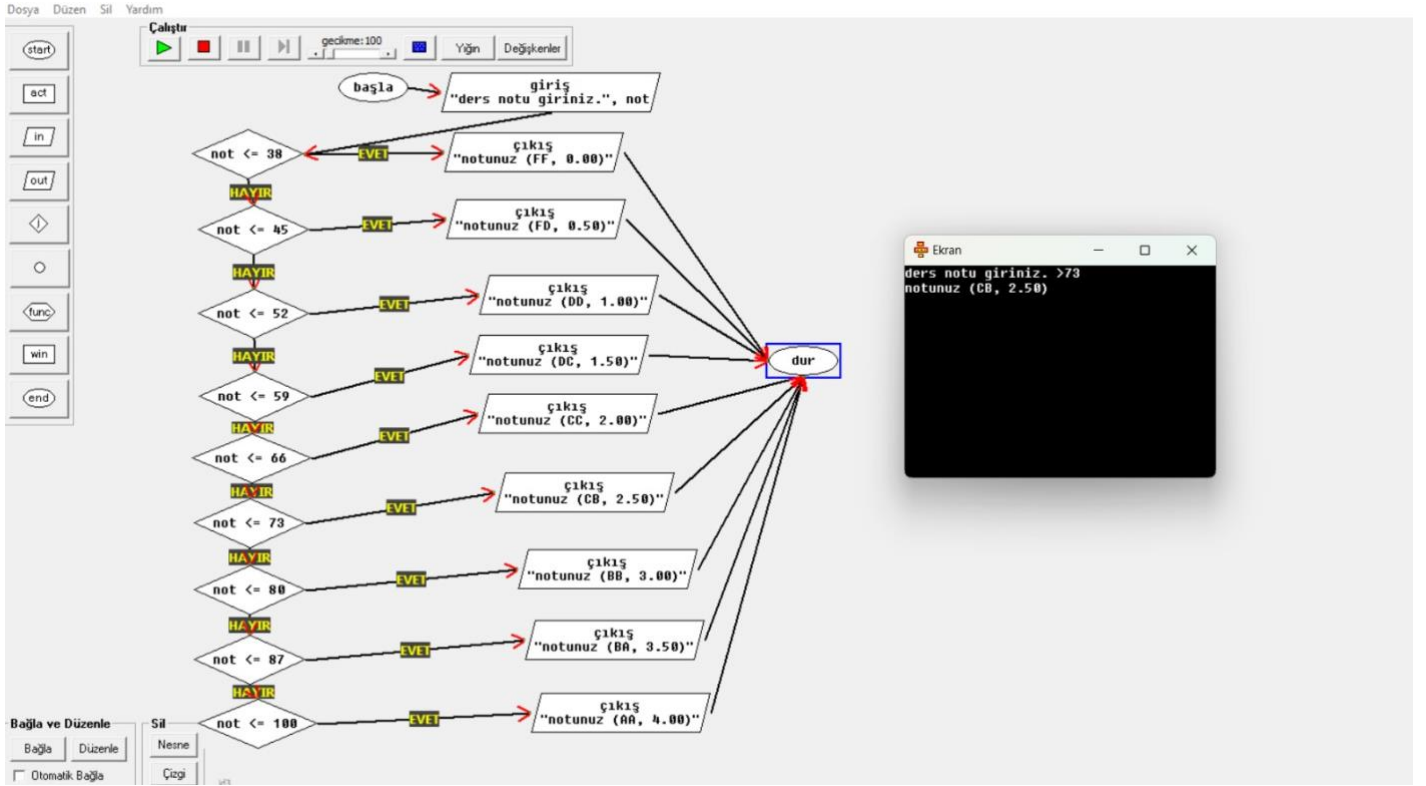 Dosya Düzen Sil Yardım
Çalıştır
gecikme:100
Yığın
Değişkenler
start
act
in
out
func
win
end
başla
giriş
"ders notu giriniz.", not
not <= 38
EVET
çıkış
"notunuz (FF, 0.00)"
HAYIR
not <= 45
EVET
çıkış
"notunuz (FD, 0.50)"
HAYIR
not <= 52
EVET
çıkış
"notunuz (DD, 1.00)"
HAYIR
not <= 59
EVET
çıkış
"notunuz (DC, 1.50)"
HAYIR
not <= 66
EVET
çıkış
"notunuz (CC, 2.00)"
HAYIR
not <= 73
EVET
çıkış
"notunuz (CB, 2.50)"
HAYIR
not <= 80
EVET
çıkış
"notunuz (BB, 3.00)"
HAYIR
not <= 87
EVET
çıkış
"notunuz (BA, 3.50)"
HAYIR
not <= 100
EVET
çıkış
"notunuz (AA, 4.00)"
dur
Ekran
ders notu giriniz. >73
notunuz (CB, 2.50)
Bağla ve Düzenle
Bağla
Düzenle
Otomatik Bağla
Sil
Nesne
Çizgi